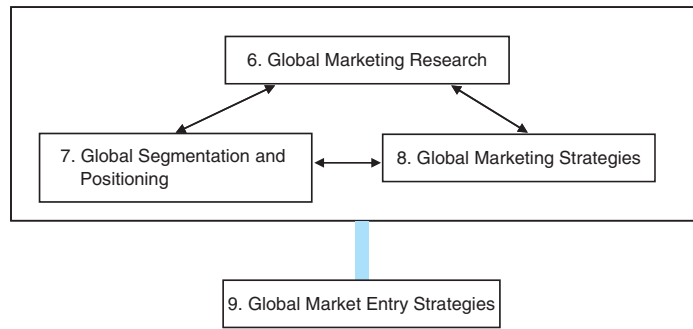 6. Global Marketing Research
7. Global Segmentation and
Positioning
8. Global Marketing Strategies
9. Global Market Entry Strategies